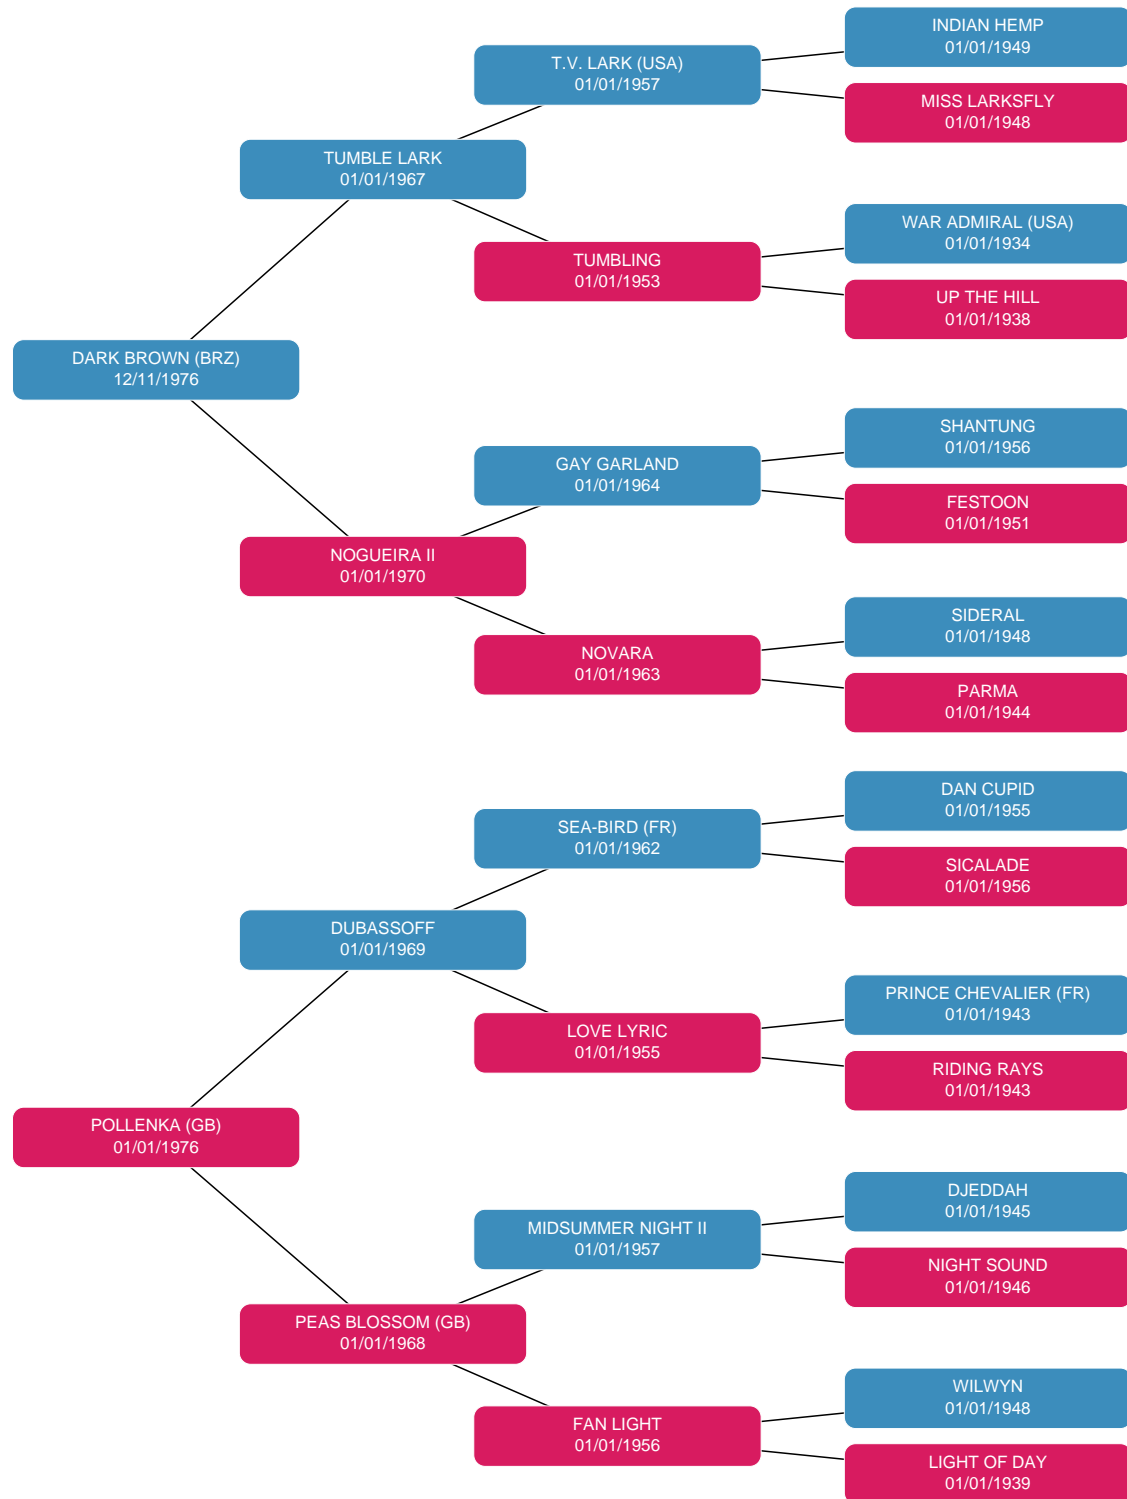 INDIAN HEMP
01/01/1949
T.V. LARK (USA)
01/01/1957
MISS LARKSFLY
01/01/1948
TUMBLE LARK
01/01/1967
WAR ADMIRAL (USA)
01/01/1934
TUMBLING
01/01/1953
UP THE HILL
01/01/1938
DARK BROWN (BRZ)
12/11/1976
SHANTUNG
01/01/1956
GAY GARLAND
01/01/1964
FESTOON
01/01/1951
NOGUEIRA II
01/01/1970
SIDERAL
01/01/1948
NOVARA
01/01/1963
PARMA
01/01/1944
DAN CUPID
01/01/1955
SEA-BIRD (FR)
01/01/1962
SICALADE
01/01/1956
DUBASSOFF
01/01/1969
PRINCE CHEVALIER (FR)
01/01/1943
LOVE LYRIC
01/01/1955
RIDING RAYS
01/01/1943
POLLENKA (GB)
01/01/1976
DJEDDAH
01/01/1945
MIDSUMMER NIGHT II
01/01/1957
NIGHT SOUND
01/01/1946
PEAS BLOSSOM (GB)
01/01/1968
WILWYN
01/01/1948
FAN LIGHT
01/01/1956
LIGHT OF DAY
01/01/1939